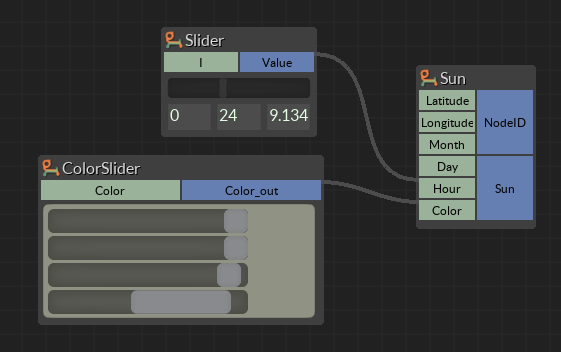 Slider
I Value
0 24 9.134
Sun
Latitude
Longitude
Month
Day
Hour
Color
NodeID
Sun
ColorSlider
Color Color_out